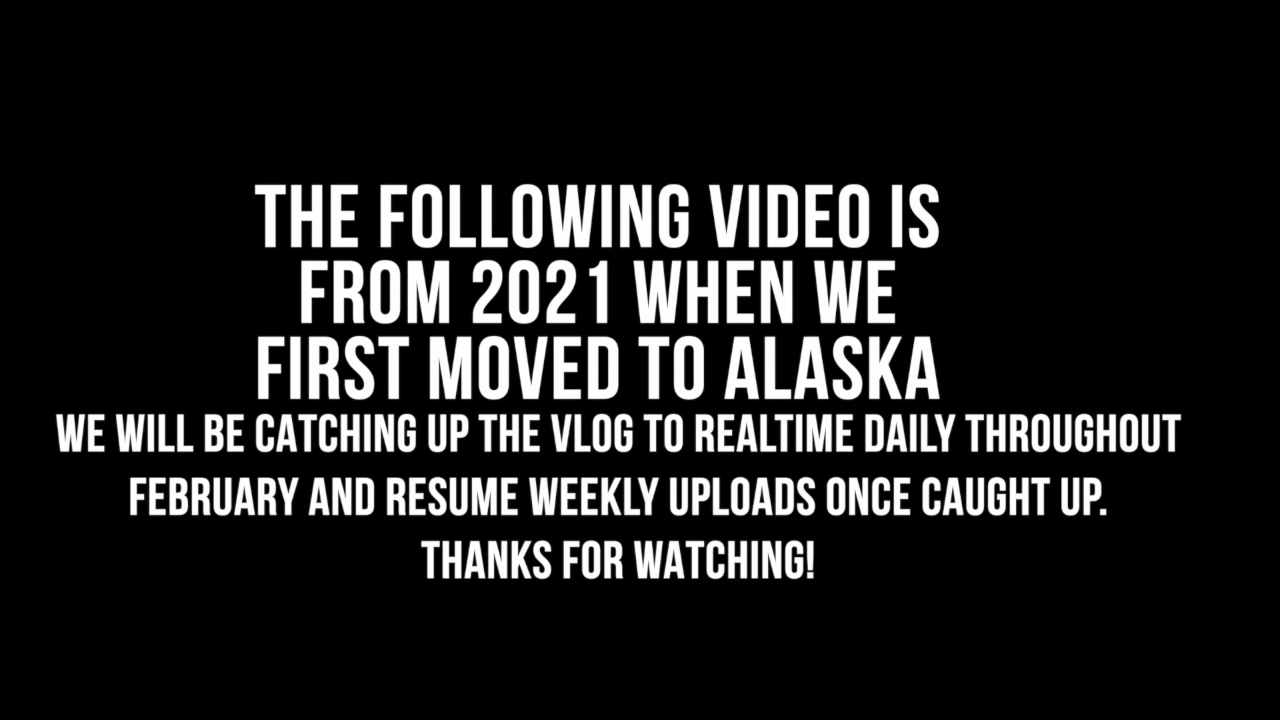 THE FOLLOWING VIDEO IS
FROM 2021 WHEN WE
FIRST MOVED TO ALASKA
WE WILL BE CATCHING UP THE VLOG TO REALTIME DAILY THROUGHOUT
FEBRUARY AND RESUME WEEKLY UPLOADS ONCE CAUGHT UP.
THANKS FOR WATCHING!